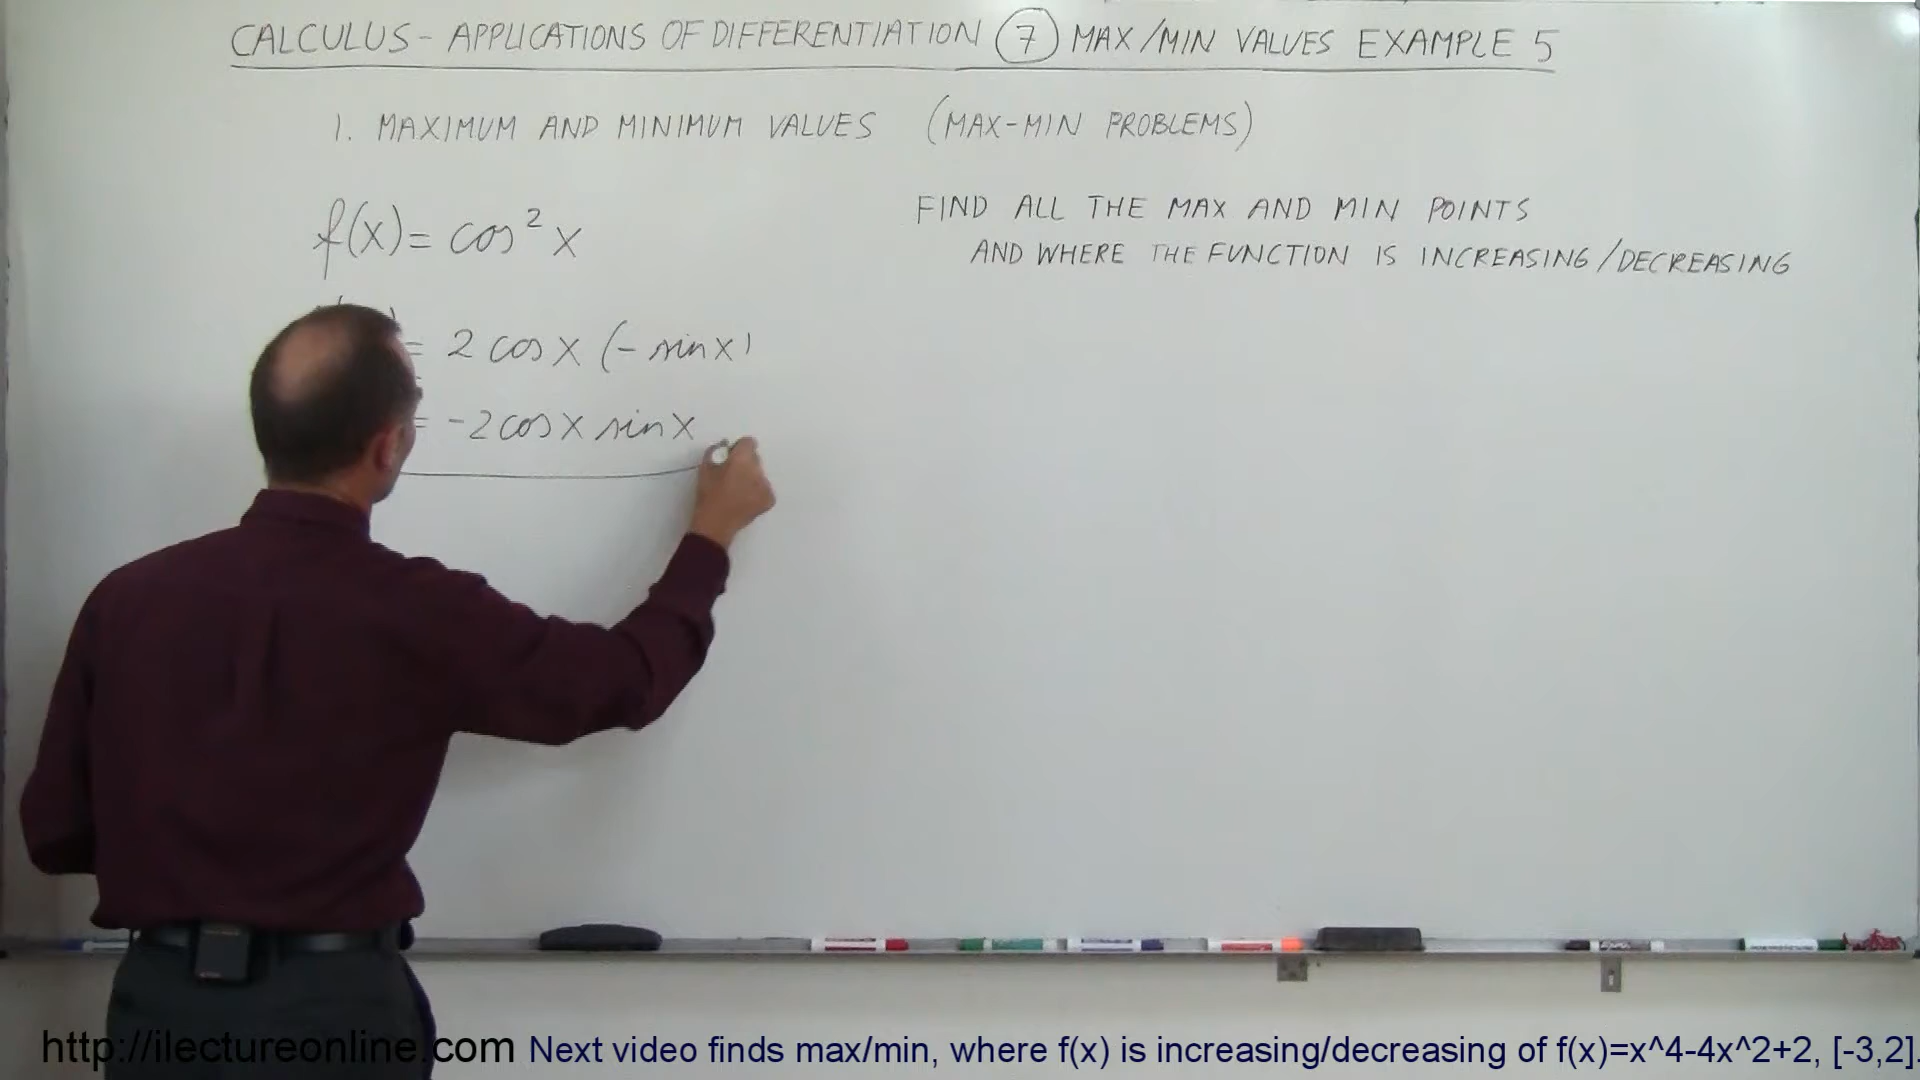 CALCULUS - APPLICATIONS OF DIFFERENTIATION 7 MAX/MIN VALUES EXAMPLE 5
1. MAXIMUM AND MINIMUM VALUES (MAX-MIN PROBLEMS)
f(x) = cos² x
FIND ALL THE MAX AND MIN POINTS
AND WHERE THE FUNCTION IS INCREASING/DECREASING
= 2 cos x (- sin x)
= -2 cos x sin x
http://ilectureonline.com Next video finds max/min, where f(x) is increasing/decreasing of f(x)=x^4-4x^2+2, [-3,2].